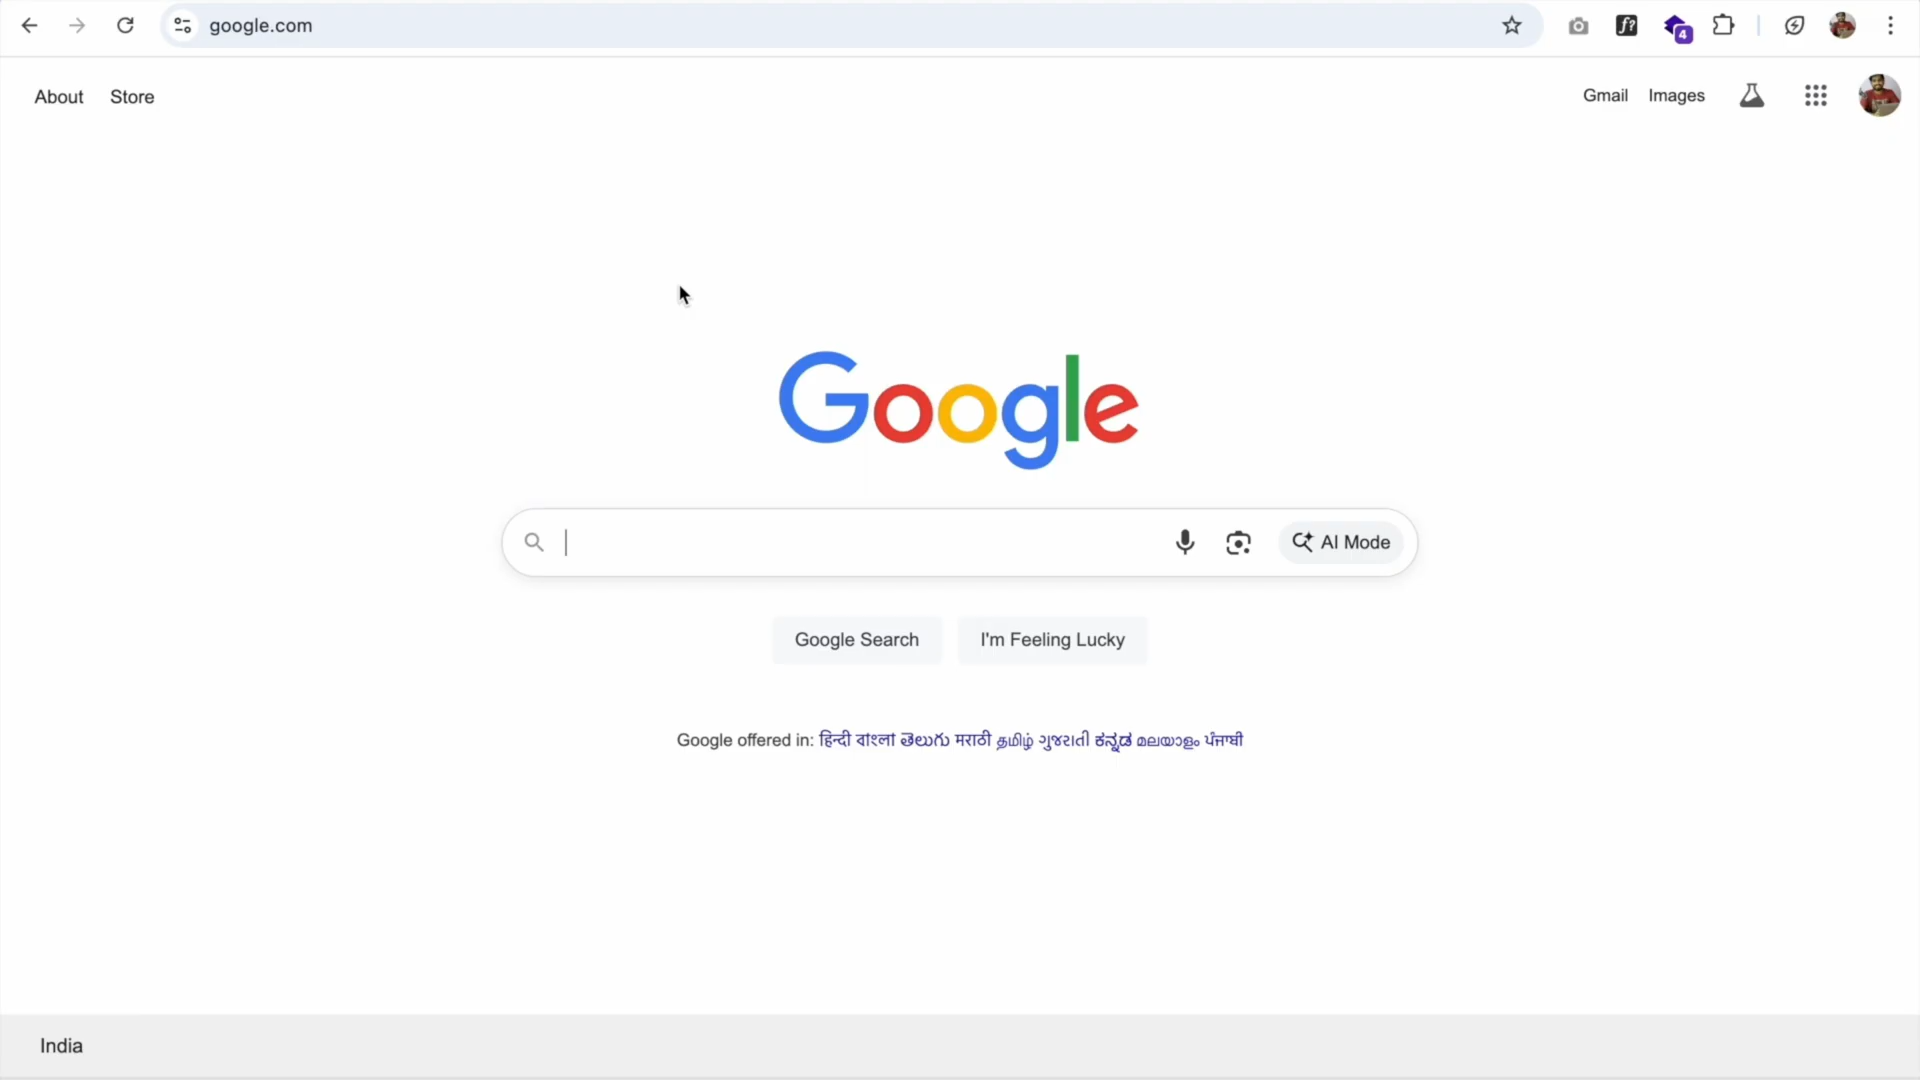 google.com
4
About Store
Gmail Images
Google
AI Mode
Google Search I'm Feeling Lucky
Google offered in: हिन्दी বাংলা తెలుగు मराठी தமிழ் ગુજરાતી ಕನ್ನಡ മലയാളം ਪੰਜਾਬੀ
India